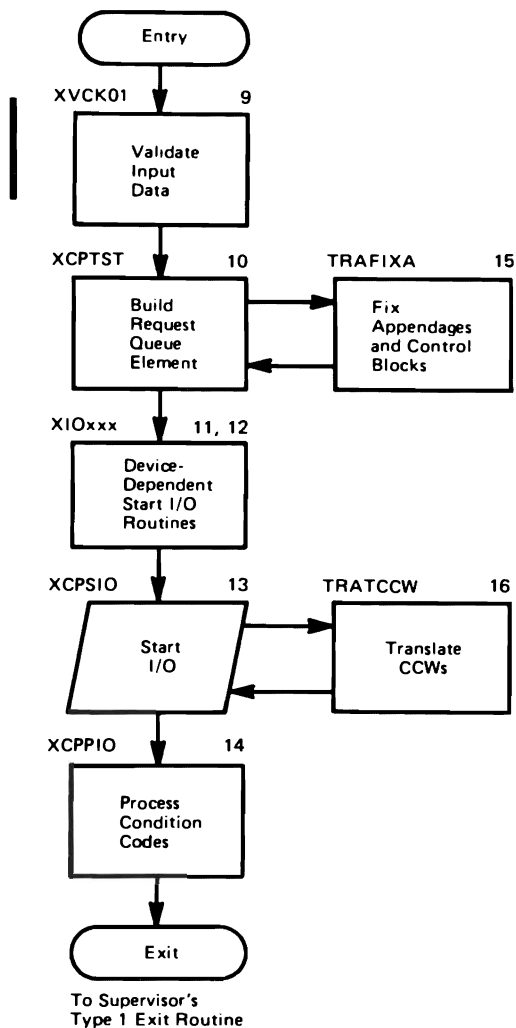 Entry
XVCK01 9
Validate
Input
Data
XCPTST 10
Build
Request
Queue
Element
TRAFIXA 15
Fix
Appendages
and Control
Blocks
XIOxxx 11, 12
Device-
Dependent
Start I/O
Routines
XCPSIO 13
Start
I/O
TRATCCW 16
Translate
CCWs
XCPPIO 14
Process
Condition
Codes
Exit
To Supervisor's
Type 1 Exit Routine